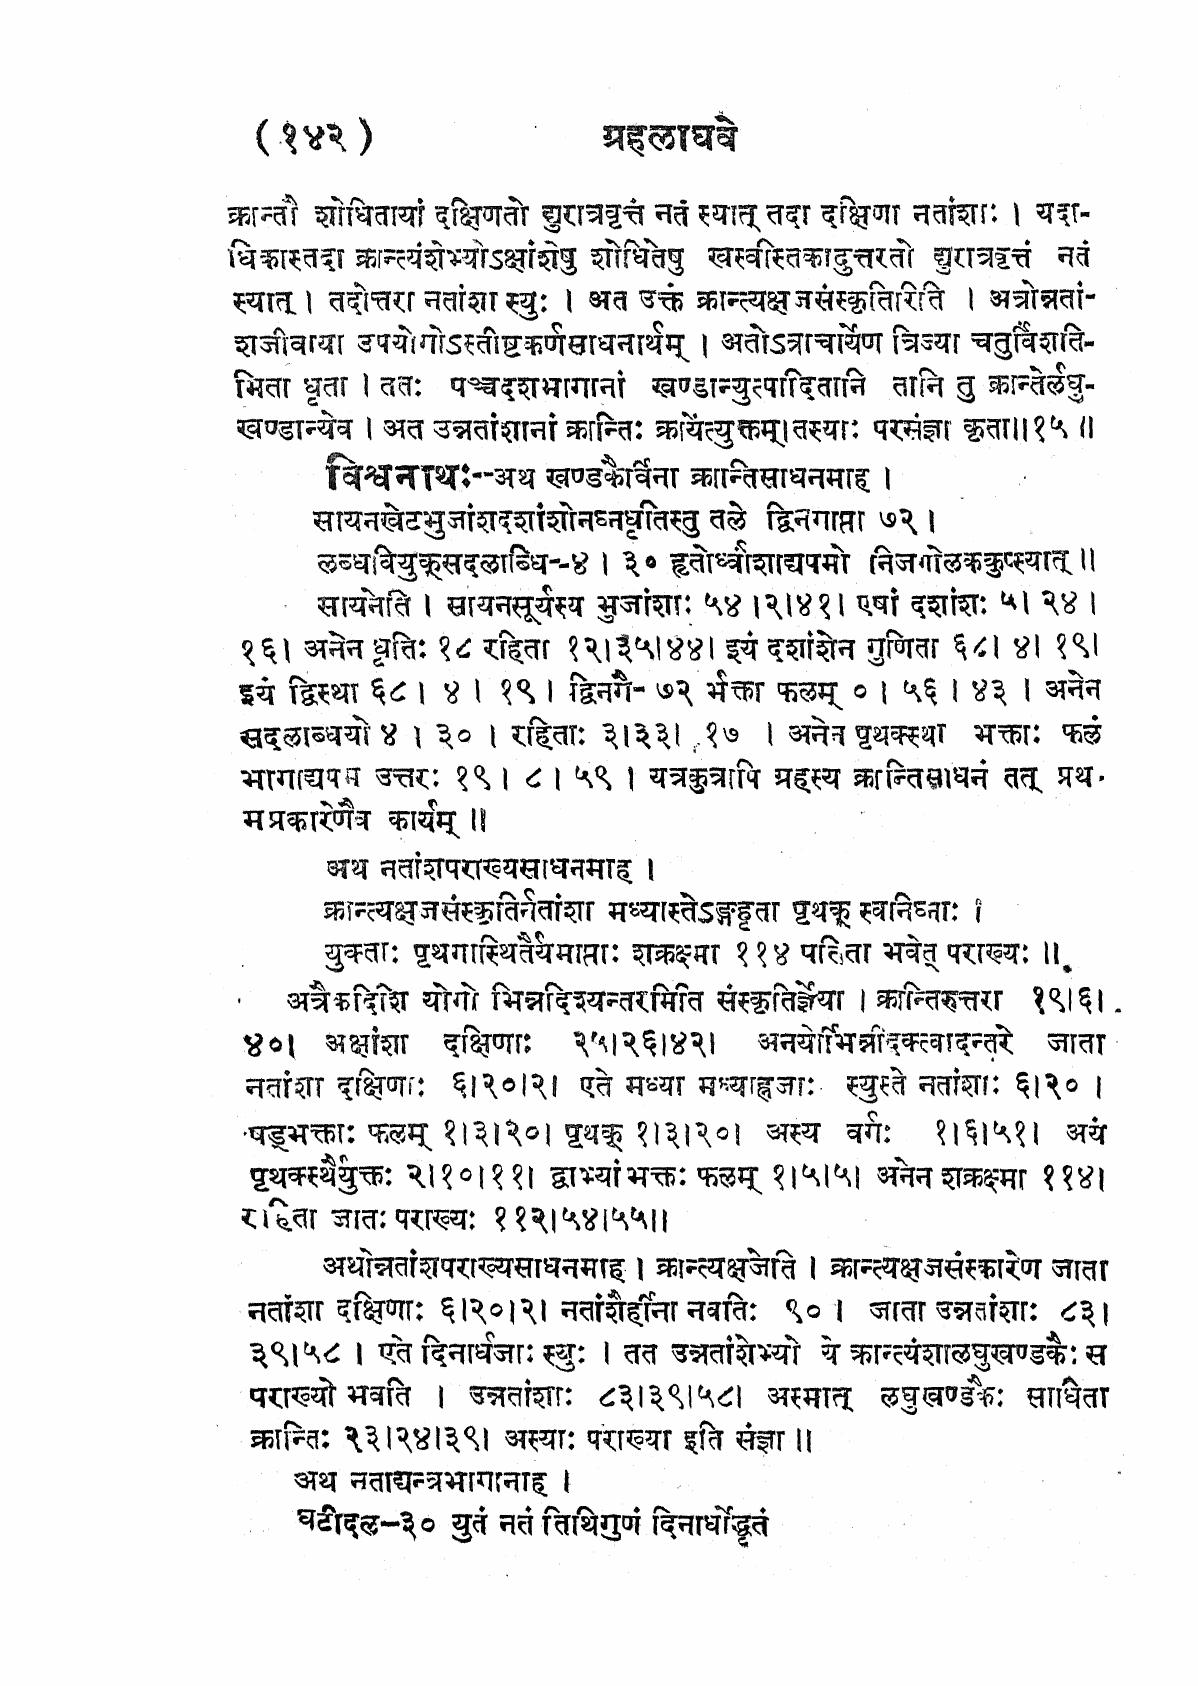 (१४२) ग्रहलाघवे
क्रान्तौ शोधितायां दक्षिणतो द्युरात्रवृत्तं नतं स्यात् तदा दक्षिणा नतांशाः । यदा-
धिकास्तदा क्रान्त्यंशेभ्योऽक्षांशेषु शोधितेषु खस्वस्तिकादुत्तरतो द्युरात्रवृत्तं नतं
स्यात् । तदोत्तरा नतांशा स्युः । अत उक्तं क्रान्त्यक्षजसंस्कृतिरिति । अत्रोन्नतां-
शजीवाया उपयोगोऽस्तीष्टकर्णसाधनार्थम् । अतोऽत्राचार्येण त्रिज्या चतुर्विंशति-
मिता धृता । ततः पञ्चदशभागानां खण्डान्युत्पादितानि तानि तु क्रान्तेर्लघु-
खण्डान्येव । अत उन्नतांशानां क्रान्तिः कार्येत्युक्तम्।तस्याः परसंज्ञा कृता॥१५॥
विश्वनाथः--अथ खण्डकैर्विना क्रान्तिसाधनमाह ।
सायनखेटभुजांशदशांशोनघ्नधृतिस्तु तले द्विनगाप्ता ७२ ।
लब्धवियुक्सदलाब्धि--४ । ३० हृतोर्ध्वांशाद्यपमो निजगोलककुप्स्यात् ॥
सायनेति । सायनसूर्यस्य भुजांशाः ५४।२।४१। एषां दशांशः ५। २४ ।
१६। अनेन धृतिः १८ रहिता १२।३५।४४। इयं दशांशेन गुणिता ६८। ४। १९।
इयं द्विस्था ६८ । ४ । १९ । द्विनगै- ७२ र्भक्ता फलम् ० । ५६ । ४३ । अनेन
सदलाब्धयो ४ । ३० । रहिताः ३।३३। १७ । अनेन पृथक्स्था भक्ताः फलं
भागाद्यपम उत्तरः १९ । ८ । ५९ । यत्रकुत्रापि ग्रहस्य क्रान्तिसाधनं तत् प्रथ-
मप्रकारेणैव कार्यम् ॥
अथ नतांशपराख्यसाधनमाह ।
क्रान्त्यक्षजसंस्कृतिर्नतांशा मध्यास्तेऽङ्गहृता पृथक् स्वनिघ्नाः ।
युक्ताः पृथगास्थितैर्यमाप्ताः शक्रक्ष्मा ११४ पहिता भवेत् पराख्यः ॥
अत्रैकदिशि योगो भिन्नदिश्यन्तरमिति संस्कृतिर्ज्ञेया । क्रान्तिरुत्तरा १९।६।
४०। अक्षांशा दक्षिणाः २५।२६।४२। अनयोर्भिन्नदिक्त्वादन्तरे जाता
नतांशा दक्षिणाः ६।२०।२। एते मध्या मध्याह्नजाः स्युस्ते नतांशाः ६।२० ।
षड्भक्ताः फलम् १।३।२०। पृथक् १।३।२०। अस्य वर्गः १।६।५१। अयं
पृथक्स्थैर्युक्तः २।१०।११। द्वाभ्यां भक्तः फलम् १।५।५। अनेन शक्रक्ष्मा ११४।
रहिता जातः पराख्यः ११२।५४।५५॥
अथोन्नतांशपराख्यसाधनमाह । क्रान्त्यक्षजेति । क्रान्त्यक्षजसंस्कारेण जाता
नतांशा दक्षिणाः ६।२०।२। नतांशैर्हीना नवतिः ९० । जाता उन्नतांशाः ८३।
३९।५८ । एते दिनार्धजाः स्युः । तत उन्नतांशेभ्यो ये क्रान्त्यंशालघुखण्डकैः स
पराख्यो भवति । उन्नतांशाः ८३।३९।५८। अस्मात् लघुखण्डकैः साधिता
क्रान्तिः २३।२४।३९। अस्याः पराख्या इति संज्ञा ॥
अथ नताद्यन्त्रभागानाह ।
घटीदल–३० युतं नतं तिथिगुणं दिनार्धोद्धृतं